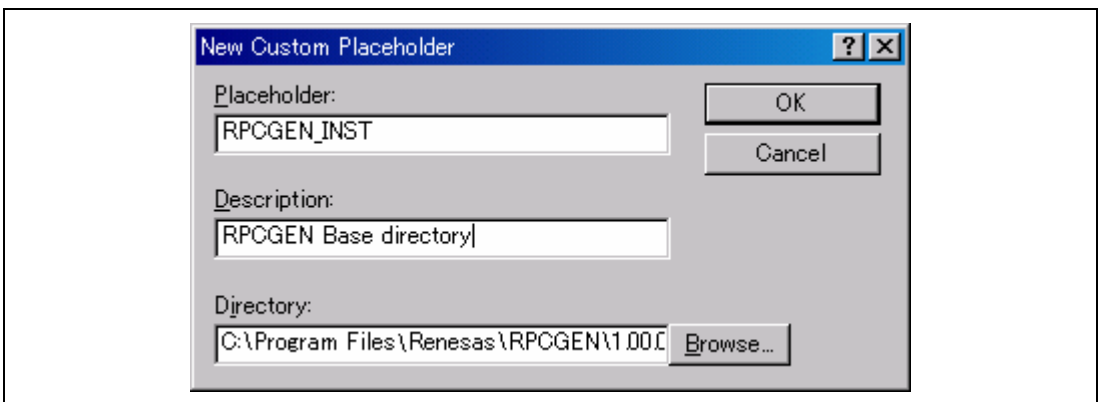 New Custom Placeholder
Placeholder:
OK
RPCGEN_INST
Cancel
Description:
RPCGEN Base directory
Directory:
C:\Program Files\Renesas\RPCGEN\1.00.0
Browse...